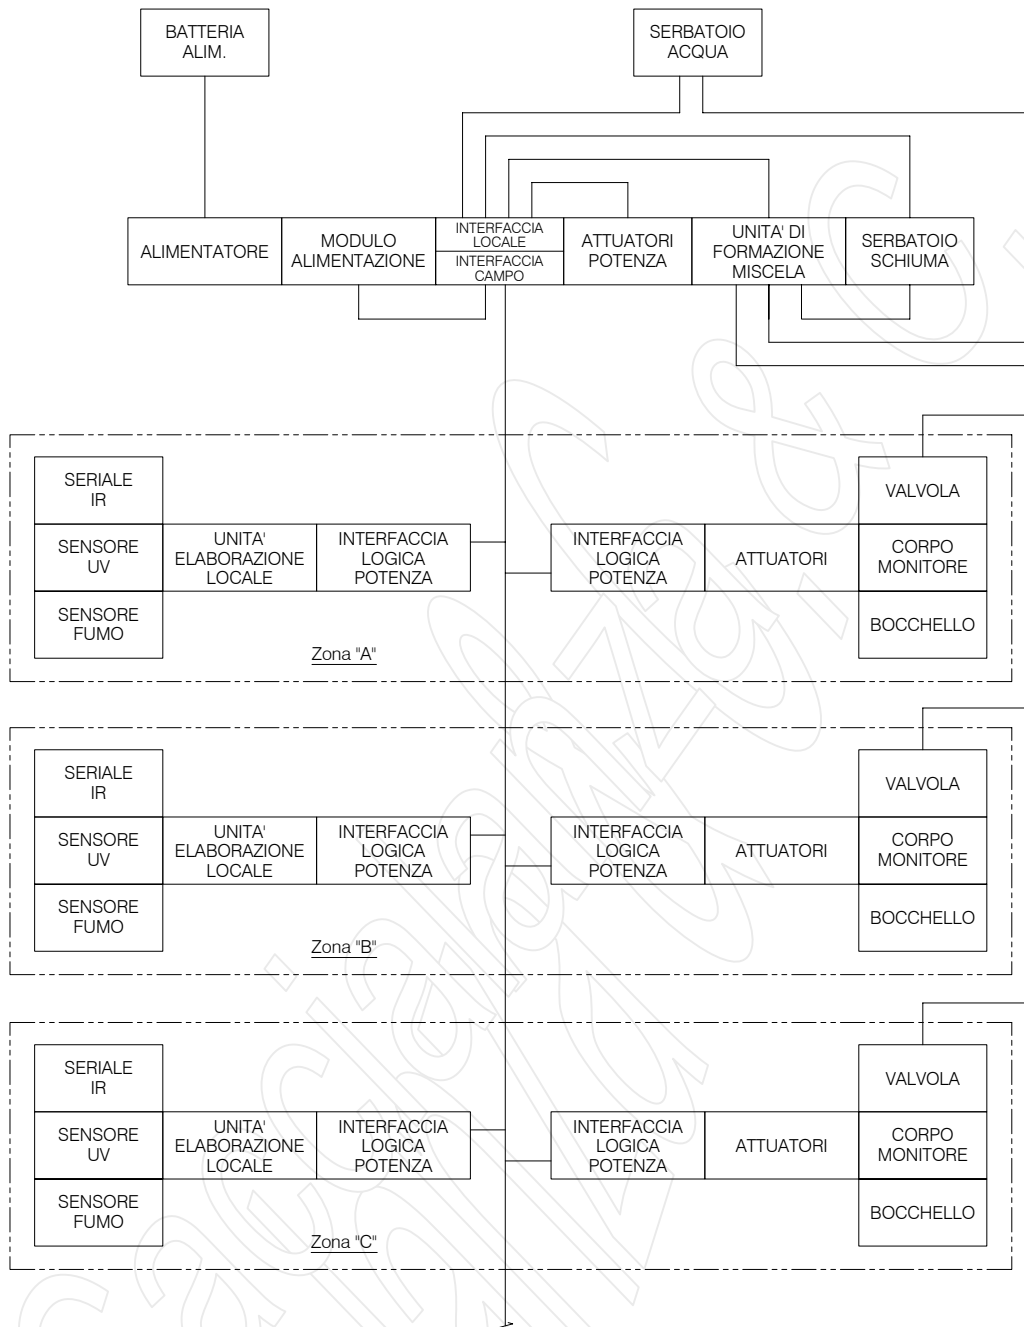 BATTERIA
ALIM.
SERBATOIO
ACQUA
ALIMENTATORE
MODULO
ALIMENTAZIONE
INTERFACCIA
LOCALE
INTERFACCIA
CAMPO
ATTUATORI
POTENZA
UNITA' DI
FORMAZIONE
MISCELA
SERBATOIO
SCHIUMA
SERIALE
IR
SENSORE
UV
SENSORE
FUMO
UNITA'
ELABORAZIONE
LOCALE
INTERFACCIA
LOGICA
POTENZA
INTERFACCIA
LOGICA
POTENZA
ATTUATORI
VALVOLA
CORPO
MONITORE
BOCCHELLO
Zona "A"
SERIALE
IR
SENSORE
UV
SENSORE
FUMO
UNITA'
ELABORAZIONE
LOCALE
INTERFACCIA
LOGICA
POTENZA
INTERFACCIA
LOGICA
POTENZA
ATTUATORI
VALVOLA
CORPO
MONITORE
BOCCHELLO
Zona "B"
SERIALE
IR
SENSORE
UV
SENSORE
FUMO
UNITA'
ELABORAZIONE
LOCALE
INTERFACCIA
LOGICA
POTENZA
INTERFACCIA
LOGICA
POTENZA
ATTUATORI
VALVOLA
CORPO
MONITORE
BOCCHELLO
Zona "C"